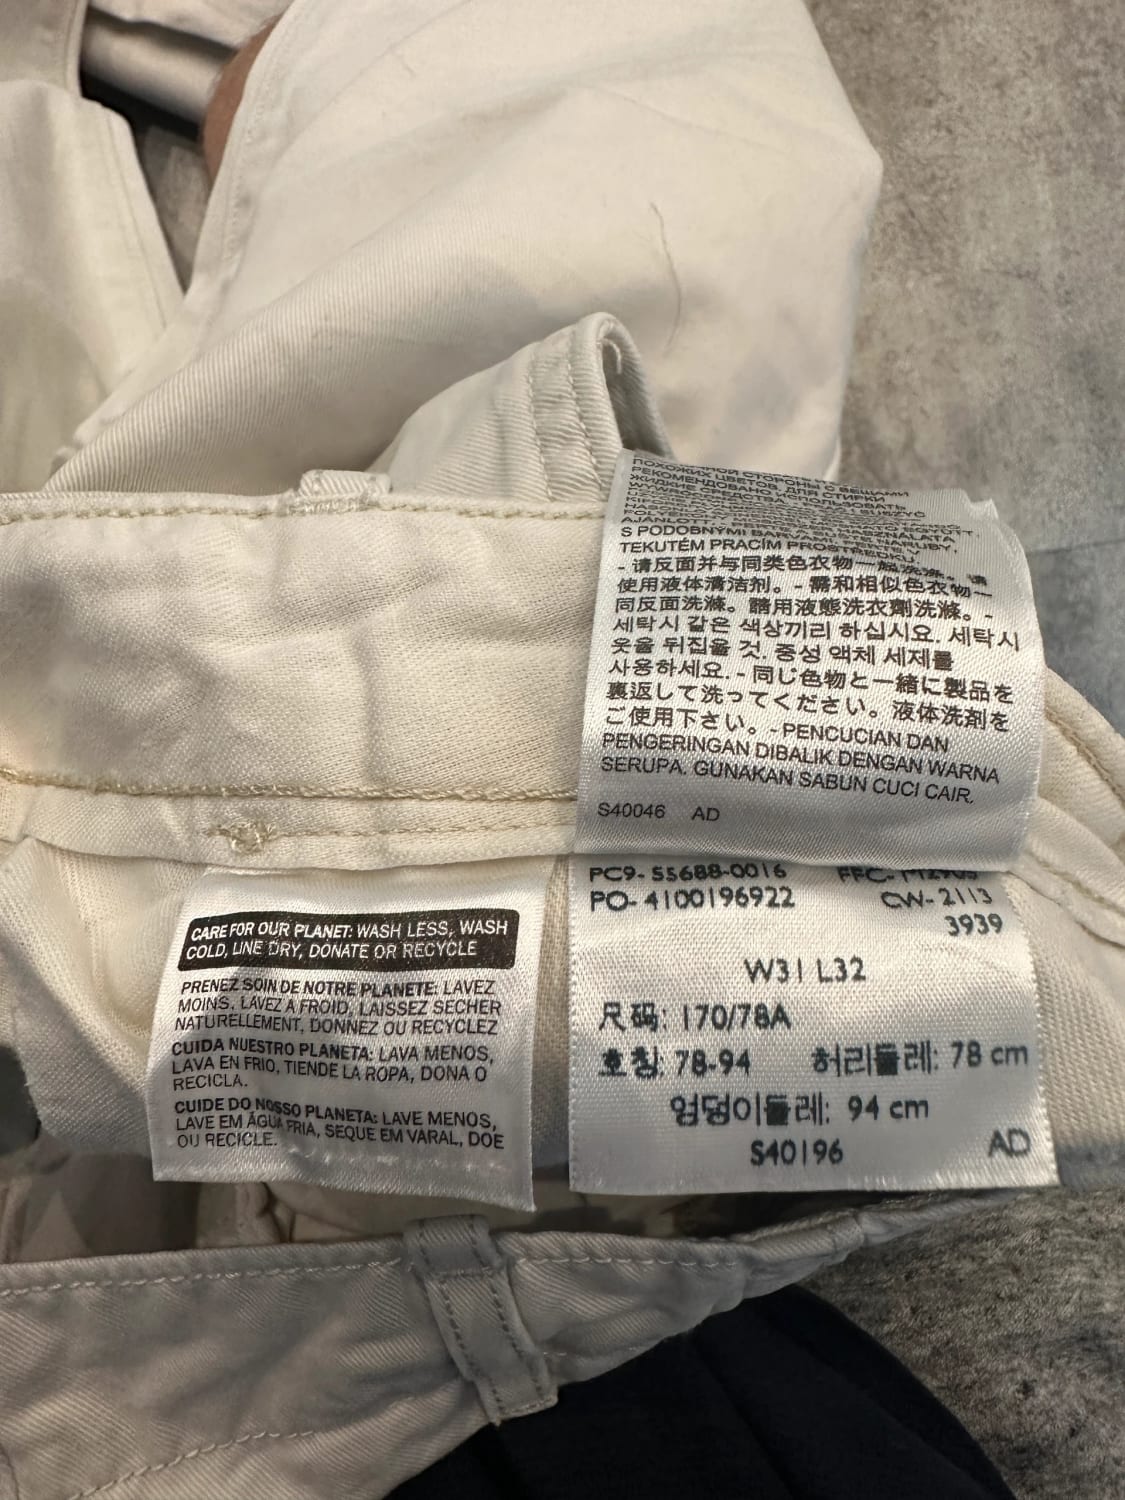 ПОХОЖИХ ЦВЕТОВ. ДЛЯ СТИРКИ
РЕКОМЕНДОВАНО ИСПОЛЬЗОВАТЬ
ЖИДКИЕ СРЕДСТВА.
S PODOBNÝMI BARVAMI
TEKUTÉM PRACÍM PROSTŘEDKU.
- 请反面并与同类色衣物一起洗涤。请
使用液体清洁剂。- 需和相似色衣物一
同反面洗滌。請用液態洗衣劑洗滌。-
세탁시 같은 색상끼리 하십시요. 세탁시
옷을 뒤집을 것. 중성 액체 세제를
사용하세요. - 同じ色物と一緒に製品を
裏返して洗ってください。液体洗剤を
ご使用下さい。- PENCUCIAN DAN
PENGERINGAN DIBALIK DENGAN WARNA
SERUPA. GUNAKAN SABUN CUCI CAIR.
S40046 AD
CARE FOR OUR PLANET: WASH LESS, WASH
COLD, LINE DRY, DONATE OR RECYCLE
PRENEZ SOIN DE NOTRE PLANETE: LAVEZ
MOINS, LAVEZ A FROID, LAISSEZ SECHER
NATURELLEMENT, DONNEZ OU RECYCLEZ
CUIDA NUESTRO PLANETA: LAVA MENOS,
LAVA EN FRIO, TIENDE LA ROPA, DONA O
RECICLA.
CUIDE DO NOSSO PLANETA: LAVE MENOS,
LAVE EM ÁGUA FRIA, SEQUE EM VARAL, DOE
OU RECICLE.
PC9- 55688-0016
PO- 4100196922 CW- 2113
3939
W31 L32
尺码: 170/78A
호칭: 78-94 허리둘레: 78 cm
엉덩이둘레: 94 cm
S40196 AD